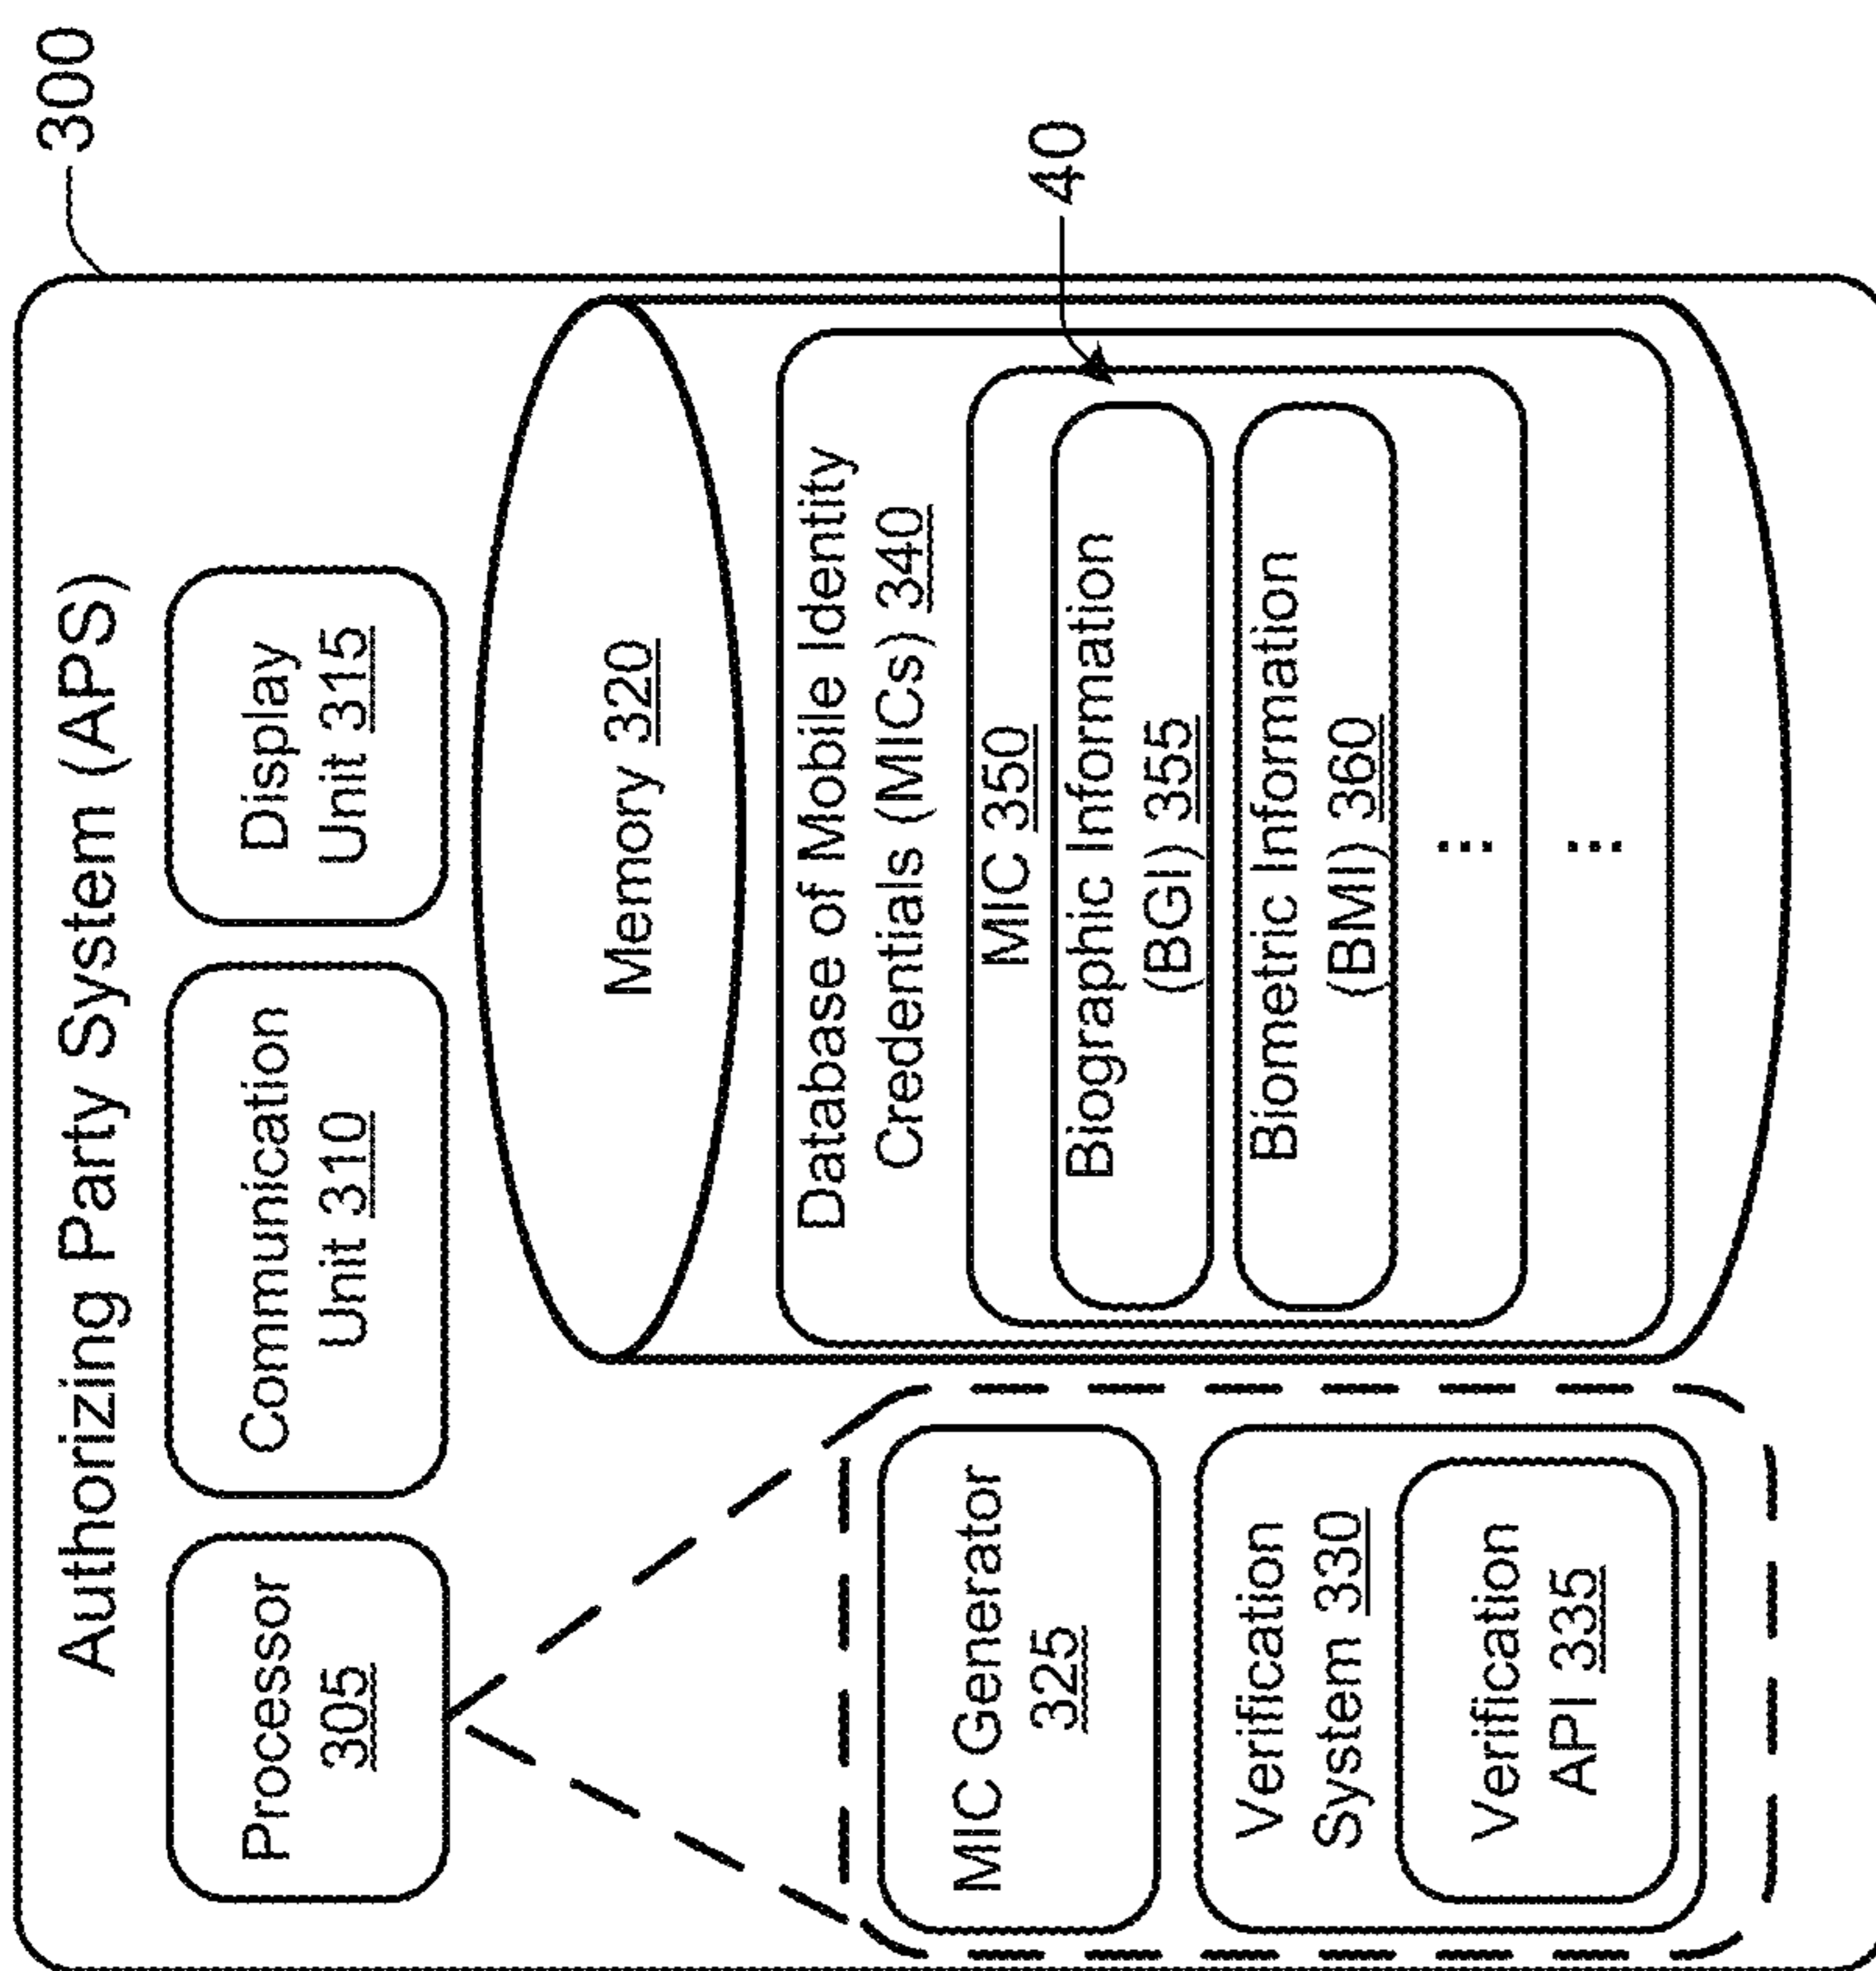 300
Authorizing Party System (APS)
Processor
305
Communication
Unit 310
Display
Unit 315
Memory 320
MIC Generator
325
Verification
System 330
Verification
API 335
Database of Mobile Identity
Credentials (MICs) 340
MIC 350
40
Biographic Information
(BGI) 355
Biometric Information
(BMI) 360
...
...